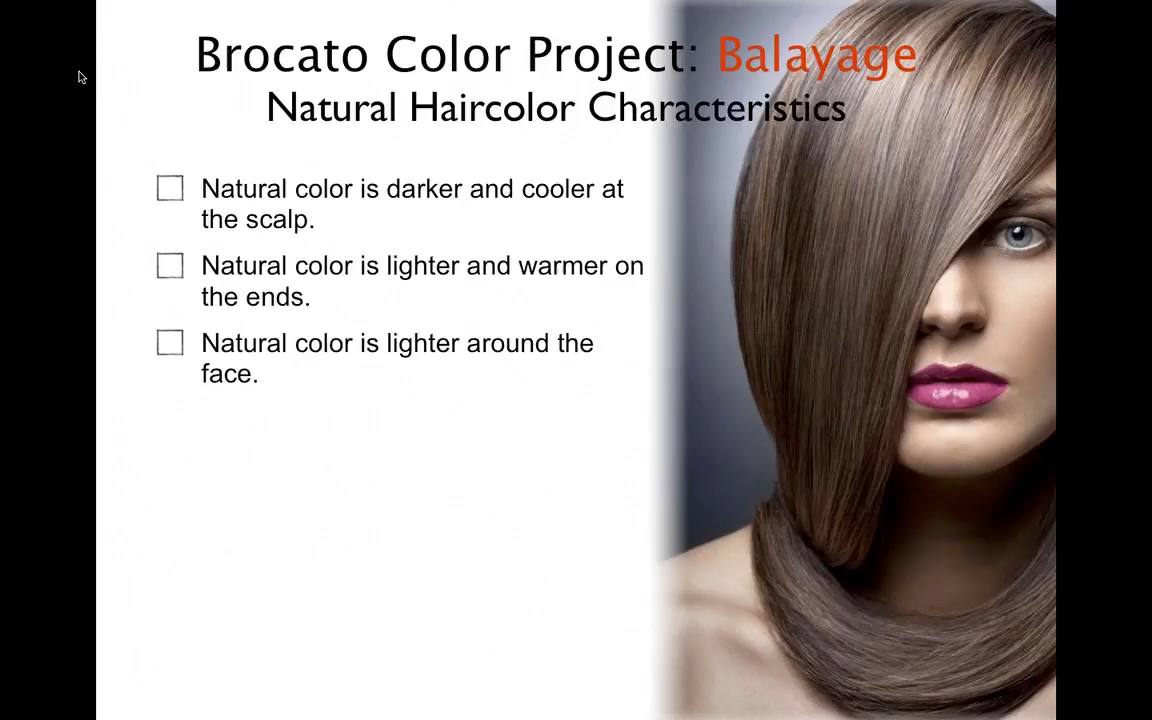 Brocato Color Project: Balayage
Natural Haircolor Characteristics
Natural color is darker and cooler at
the scalp.
Natural color is lighter and warmer on
the ends.
Natural color is lighter around the
face.